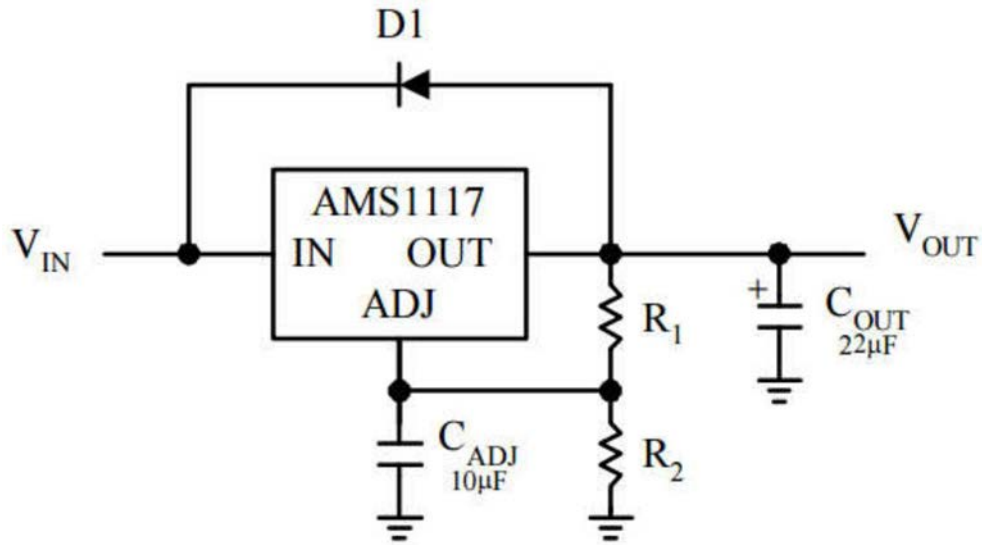 D1
AMS1117
V_IN
IN OUT
V_OUT
ADJ
+
R_1
C_OUT
22μF
C_ADJ
10μF
R_2